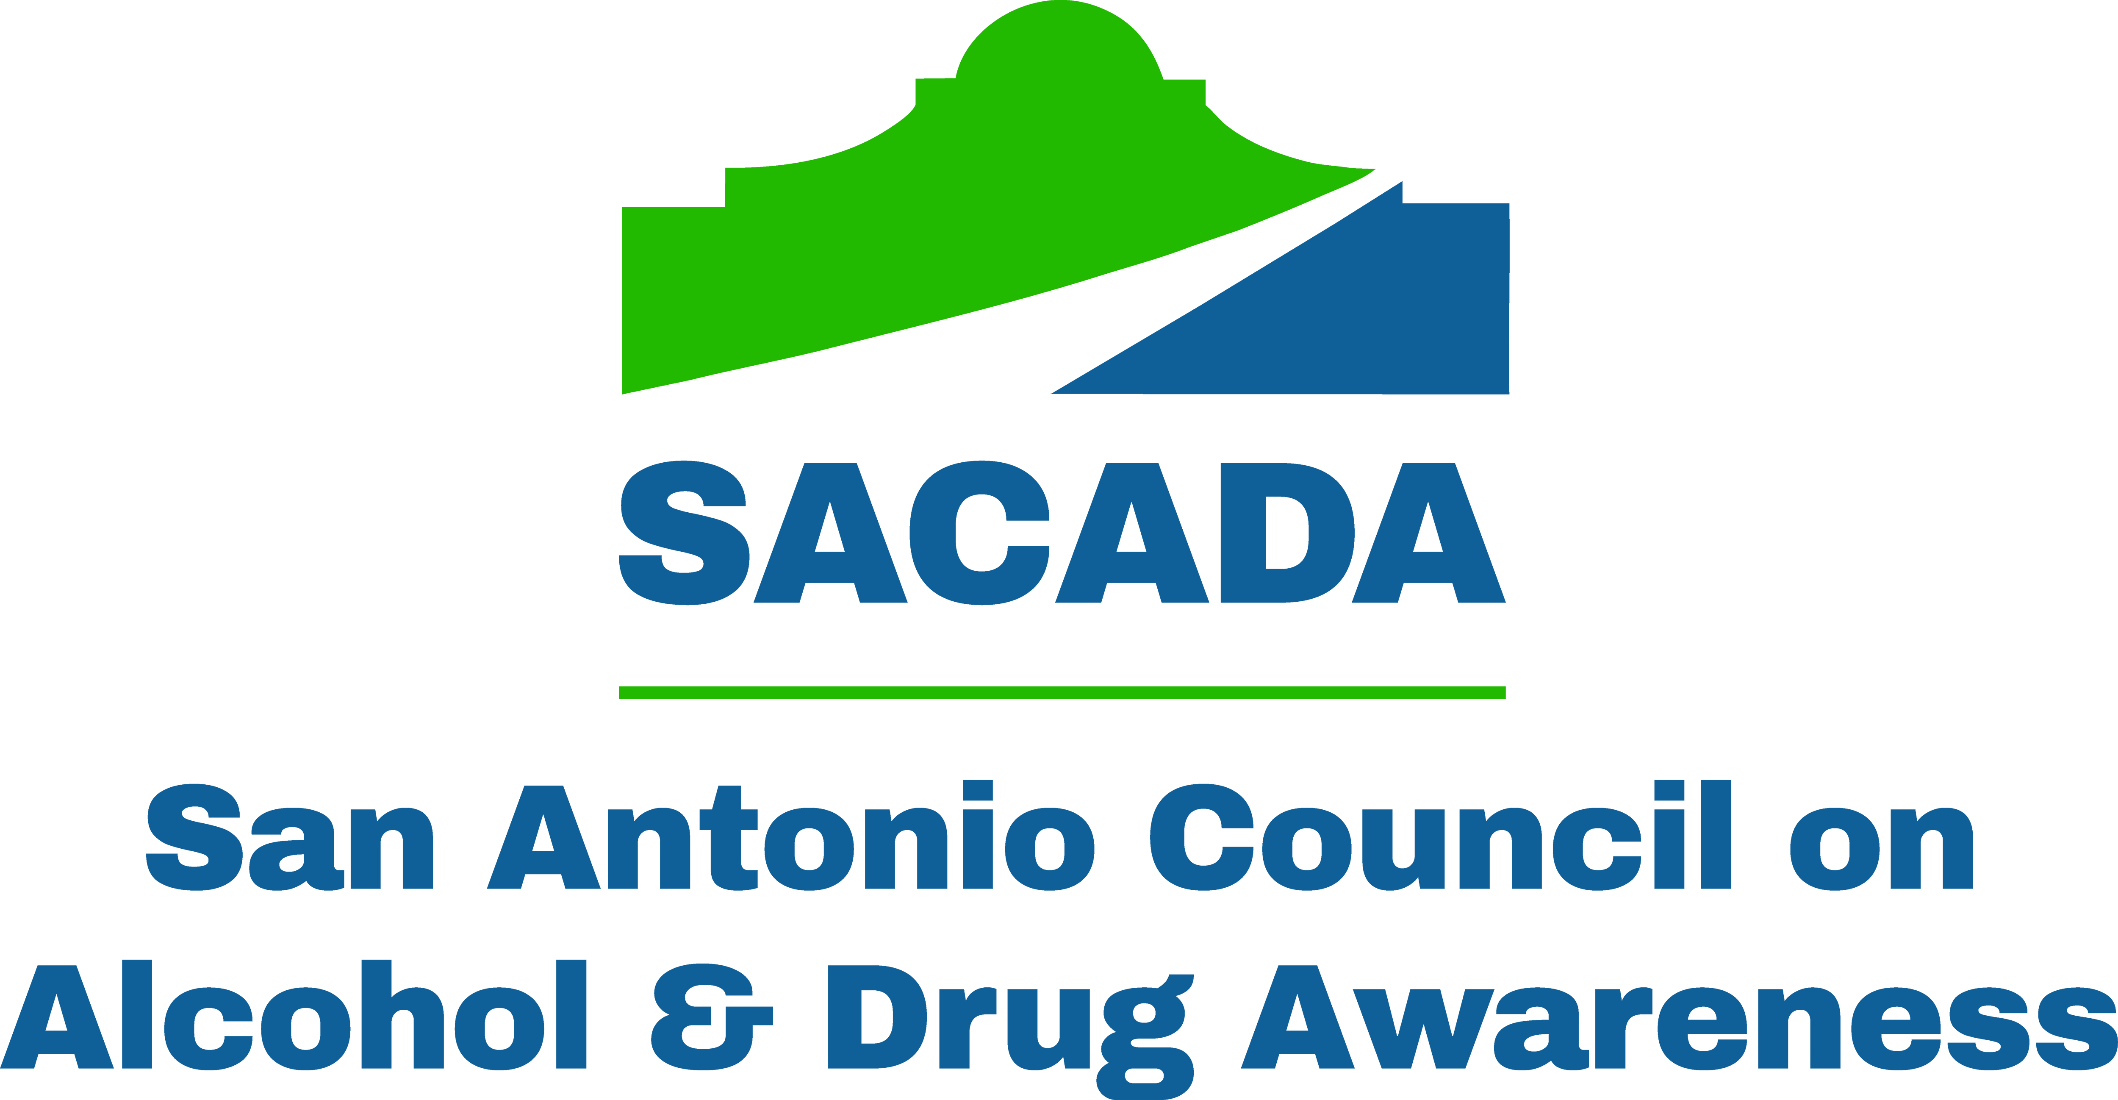 SACADA
San Antonio Council on
Alcohol & Drug Awareness